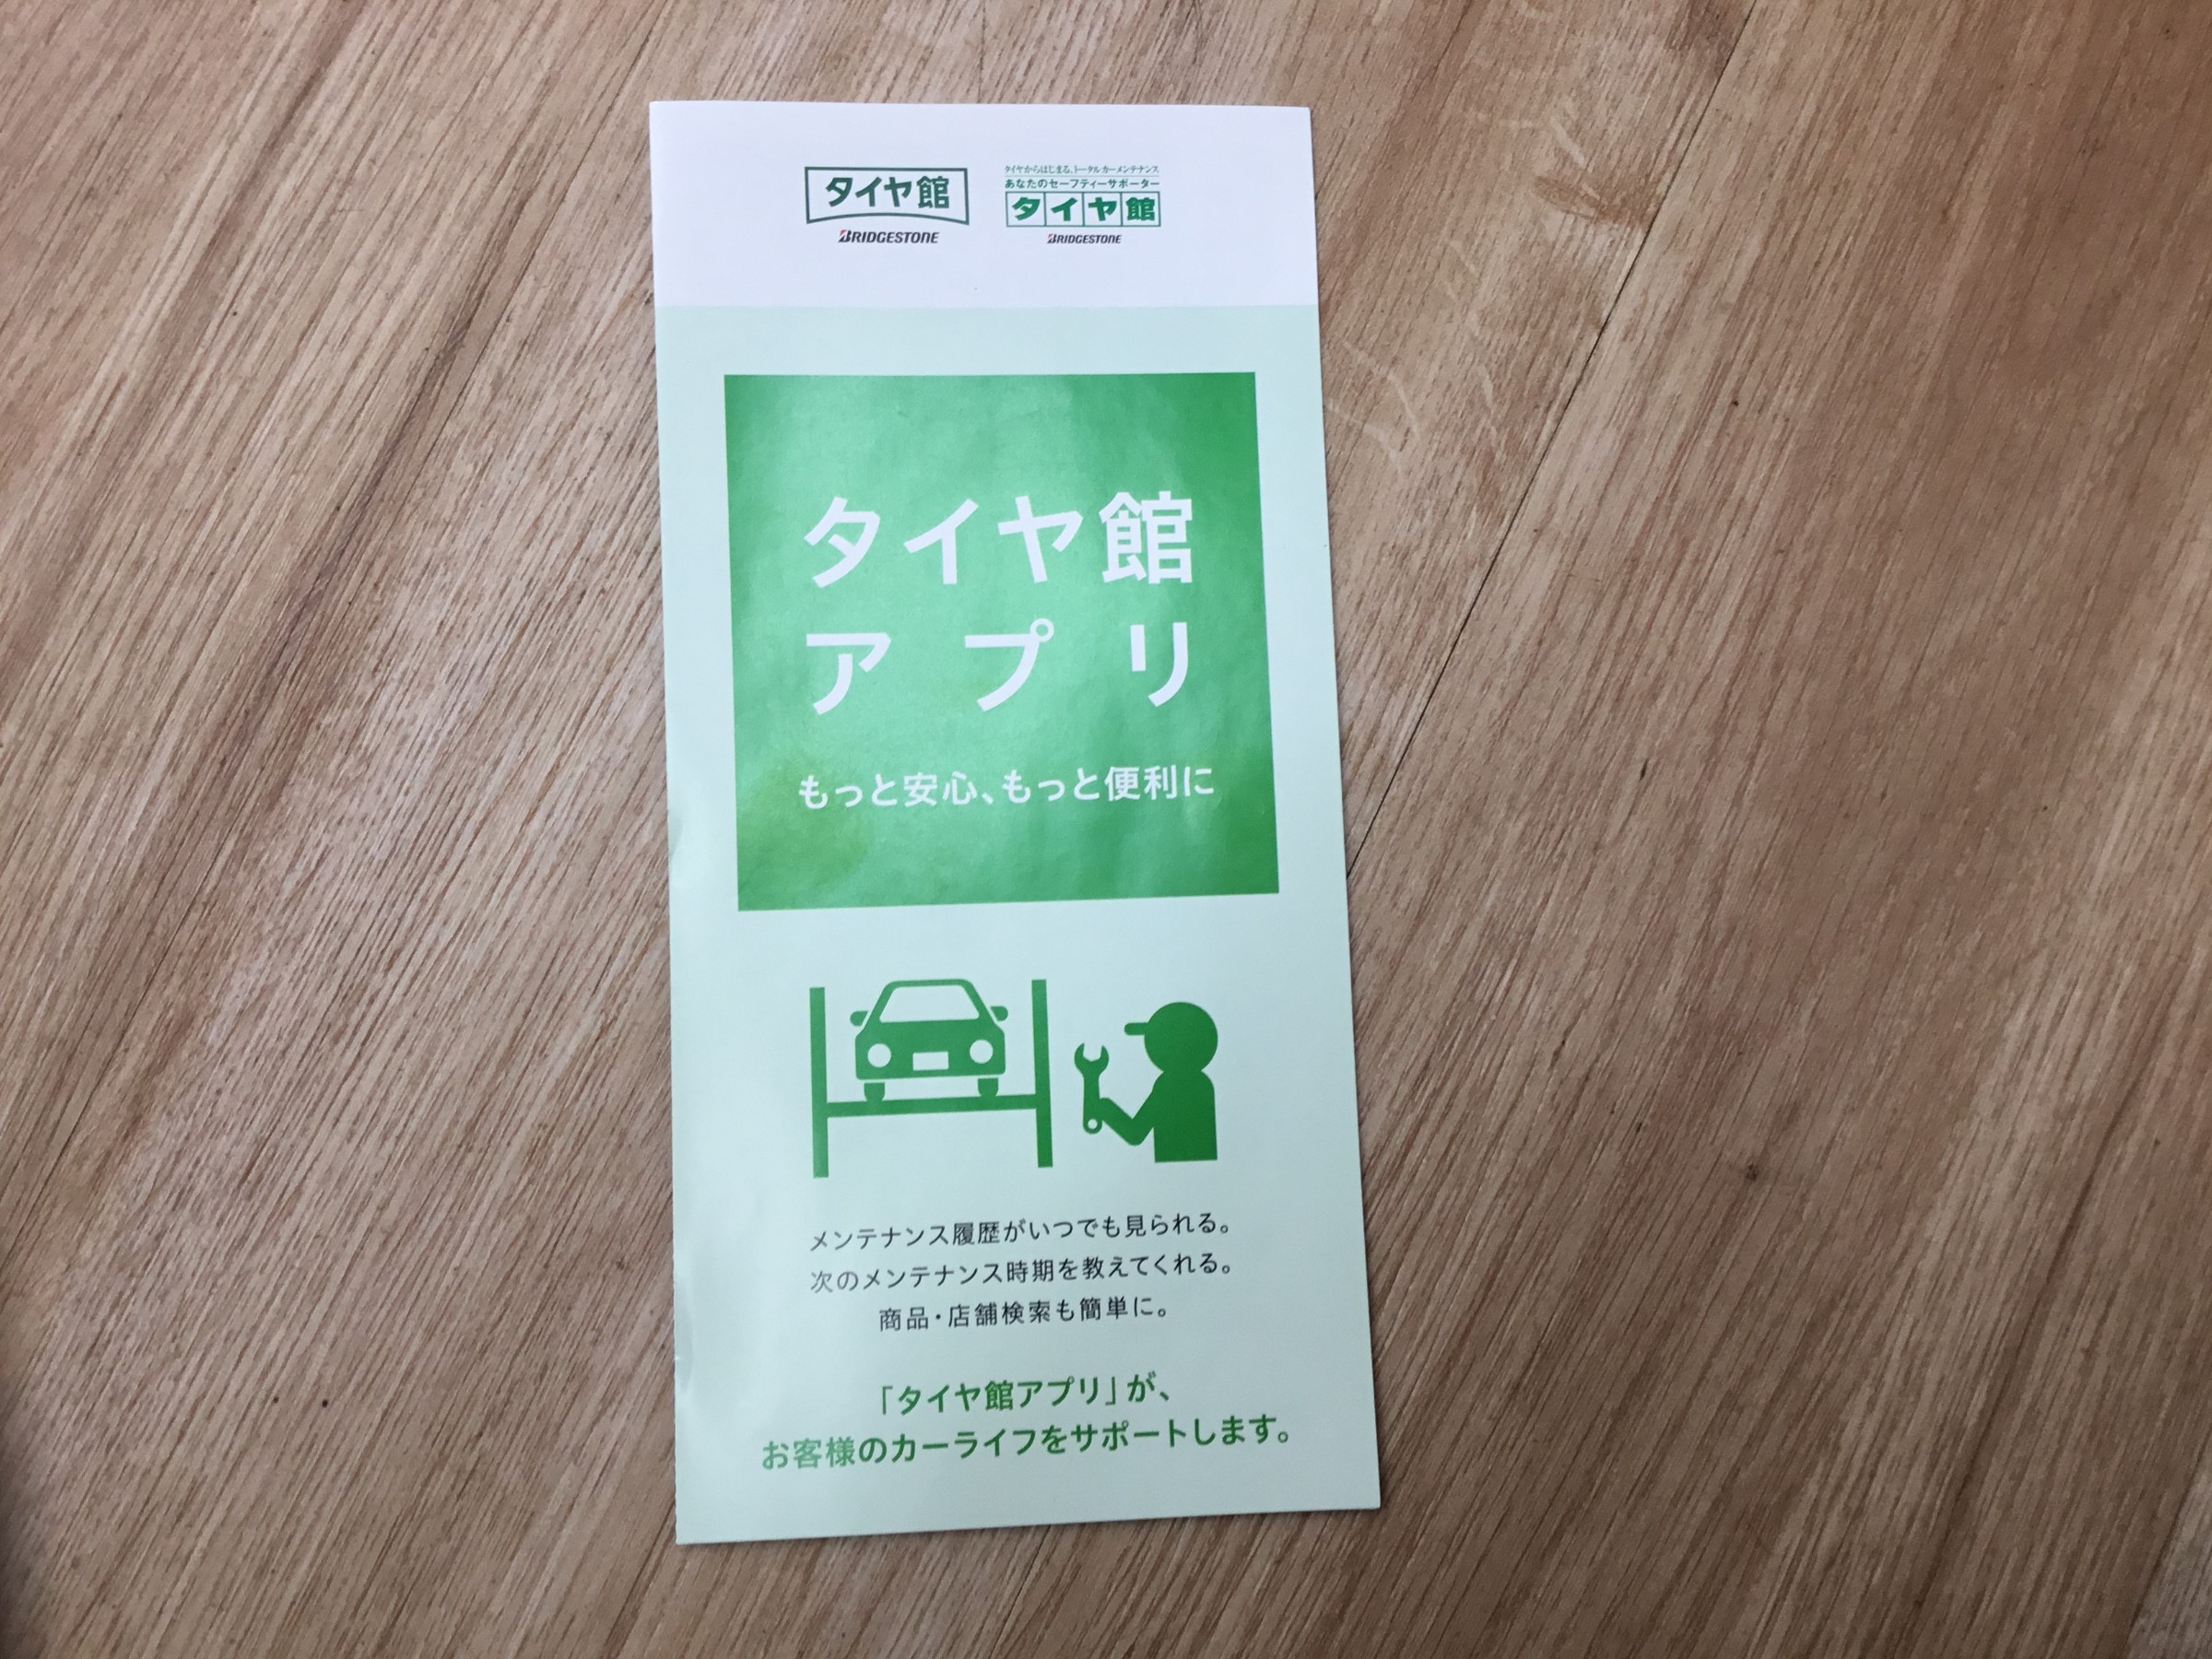 タイヤ館
BRIDGESTONE
タイヤからはじまる、トータルカーメンテナンス
あなたのセーフティーサポーター
タイヤ館
BRIDGESTONE
タイヤ館
アプリ
もっと安心、もっと便利に
メンテナンス履歴がいつでも見られる。
次のメンテナンス時期を教えてくれる。
商品・店舗検索も簡単に。
「タイヤ館アプリ」が、
お客様のカーライフをサポートします。